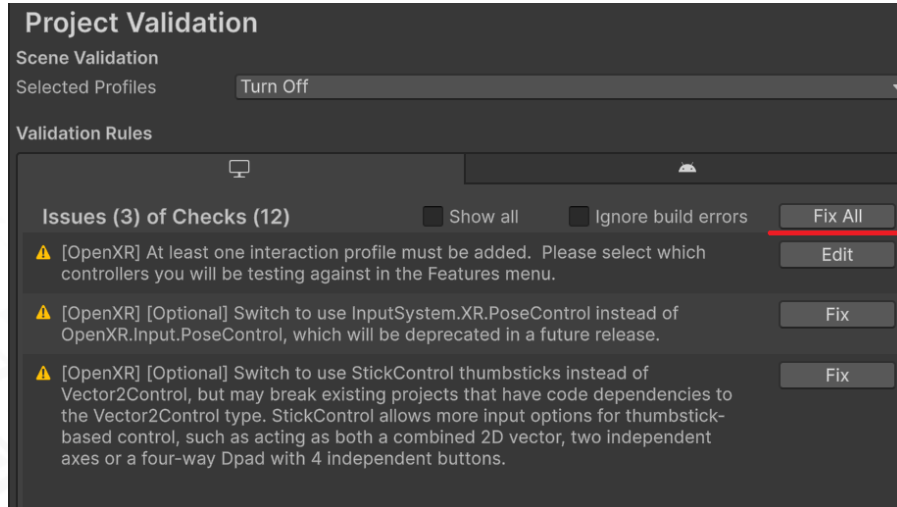 Project Validation
Scene Validation
Selected Profiles Turn Off
Validation Rules
Issues (3) of Checks (12) Show all Ignore build errors Fix All
[OpenXR] At least one interaction profile must be added.  Please select which Edit
controllers you will be testing against in the Features menu.
[OpenXR] [Optional] Switch to use InputSystem.XR.PoseControl instead of Fix
OpenXR.Input.PoseControl, which will be deprecated in a future release.
[OpenXR] [Optional] Switch to use StickControl thumbsticks instead of Fix
Vector2Control, but may break existing projects that have code dependencies to
the Vector2Control type. StickControl allows more input options for thumbstick-
based control, such as acting as both a combined 2D vector, two independent
axes or a four-way Dpad with 4 independent buttons.